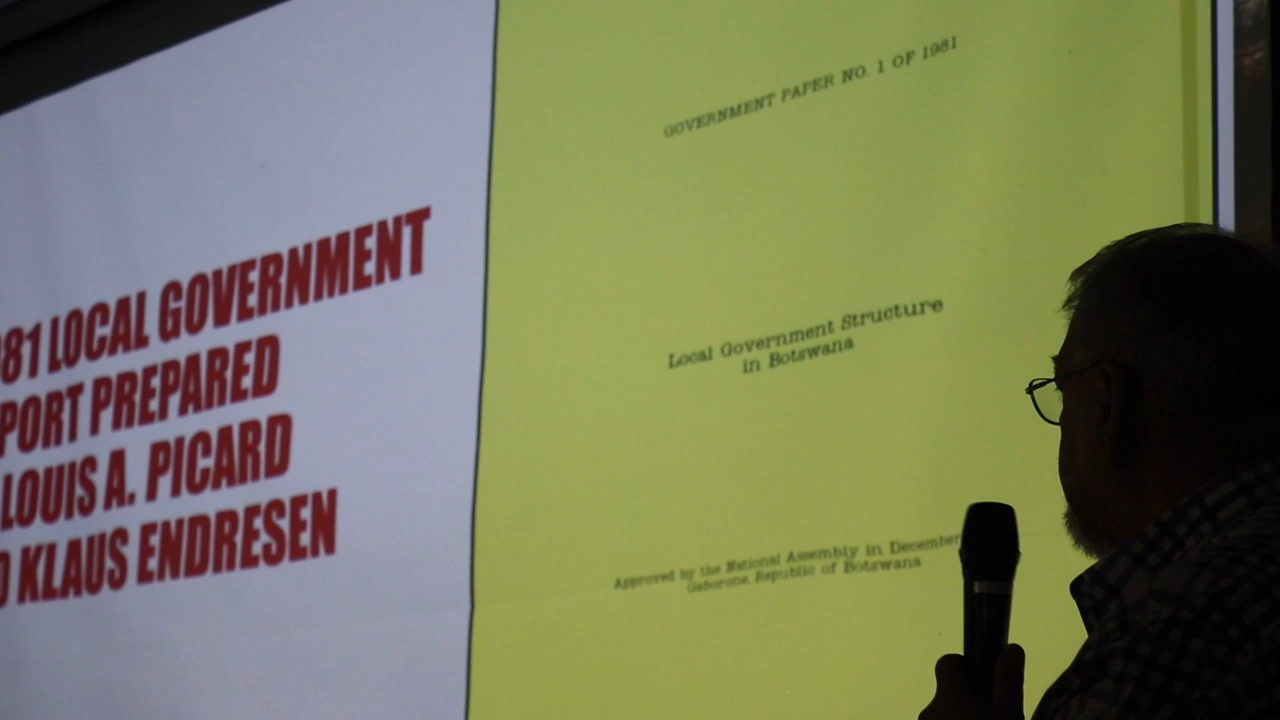 81 LOCAL GOVERNMENT
PORT PREPARED
LOUIS A. PICARD
D KLAUS ENDRESEN
GOVERNMENT PAPER NO. 1 OF 1981
Local Government Structure
in Botswana
Approved by the National Assembly in December
Gaborone, Republic of Botswana